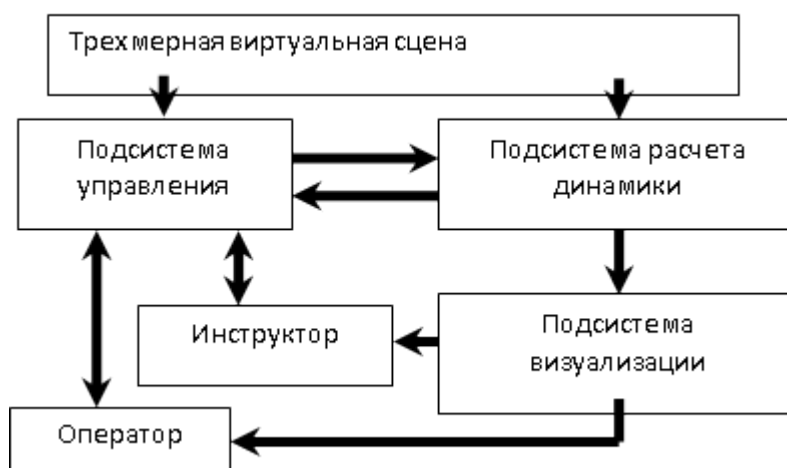 Трехмерная виртуальная сцена
Подсистема
управления
Подсистема расчета
динамики
Инструктор
Подсистема
визуализации
Оператор